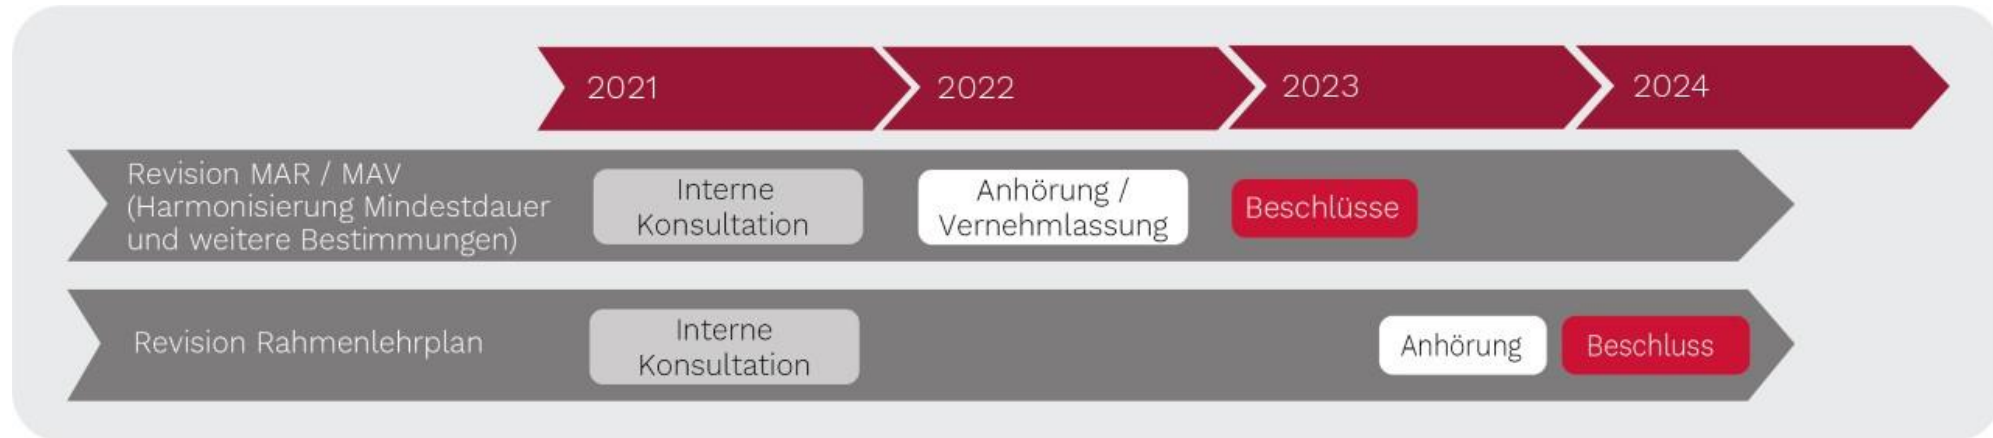 2021 2022 2023 2024
Revision MAR / MAV
(Harmonisierung Mindestdauer
und weitere Bestimmungen)
Interne
Konsultation
Anhörung /
Vernehmlassung
Beschlüsse
Revision Rahmenlehrplan
Interne
Konsultation
Anhörung
Beschluss